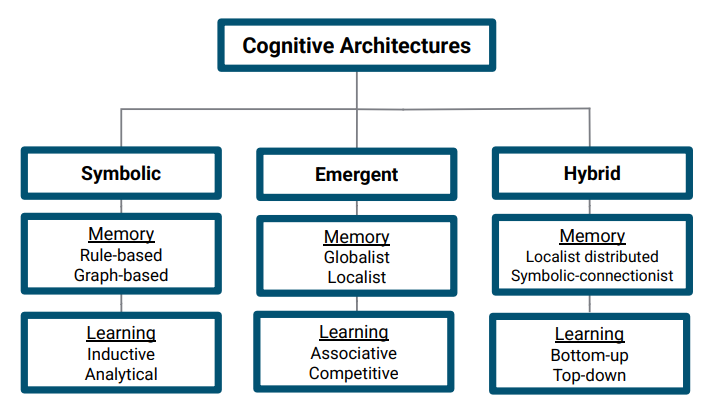 Cognitive Architectures
Symbolic
Emergent
Hybrid
Memory
Rule-based
Graph-based
Memory
Globalist
Localist
Memory
Localist distributed
Symbolic-connectionist
Learning
Inductive
Analytical
Learning
Associative
Competitive
Learning
Bottom-up
Top-down